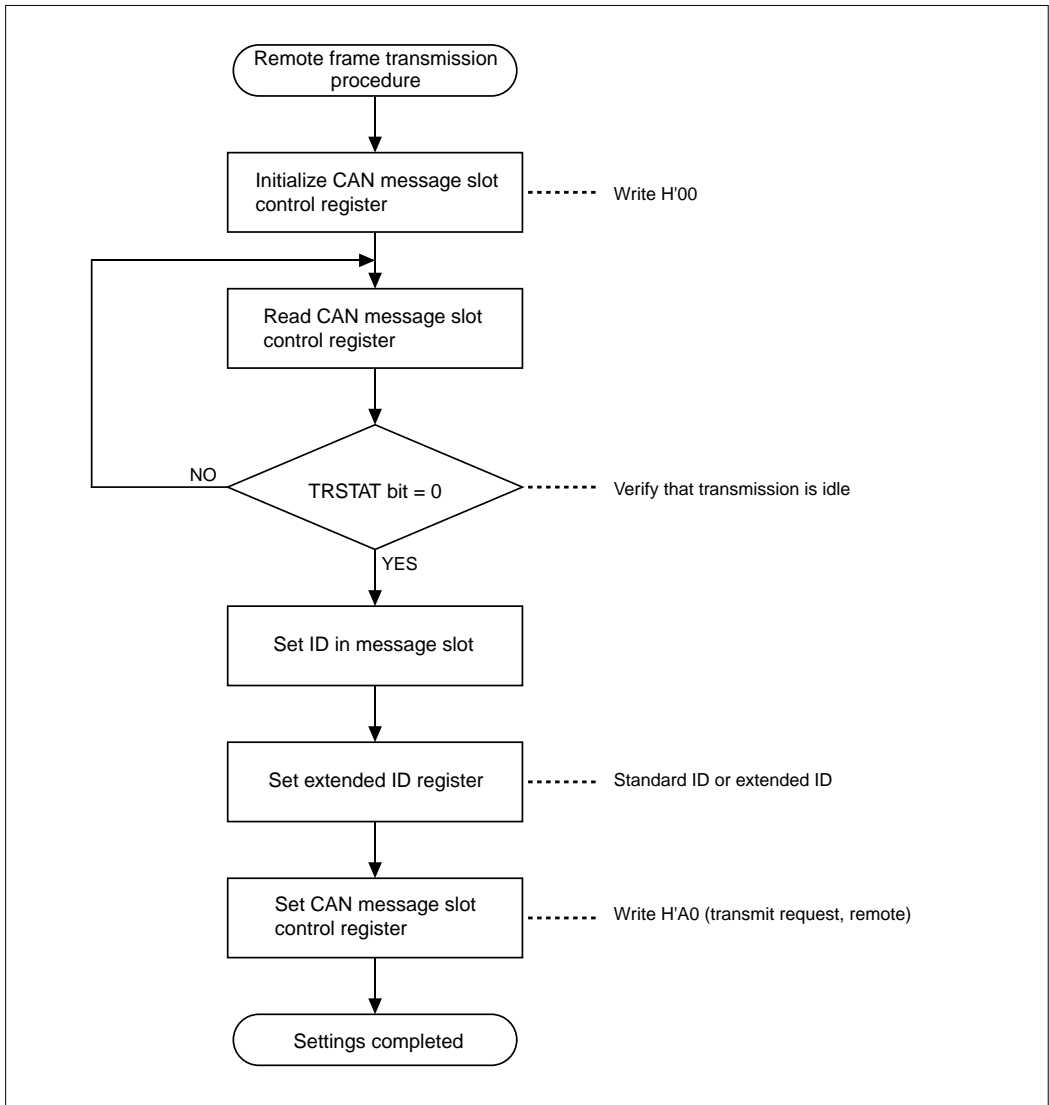 Remote frame transmission
procedure
Initialize CAN message slot
control register
Write H'00
Read CAN message slot
control register
NO
TRSTAT bit = 0
Verify that transmission is idle
YES
Set ID in message slot
Set extended ID register
Standard ID or extended ID
Set CAN message slot
control register
Write H'A0 (transmit request, remote)
Settings completed